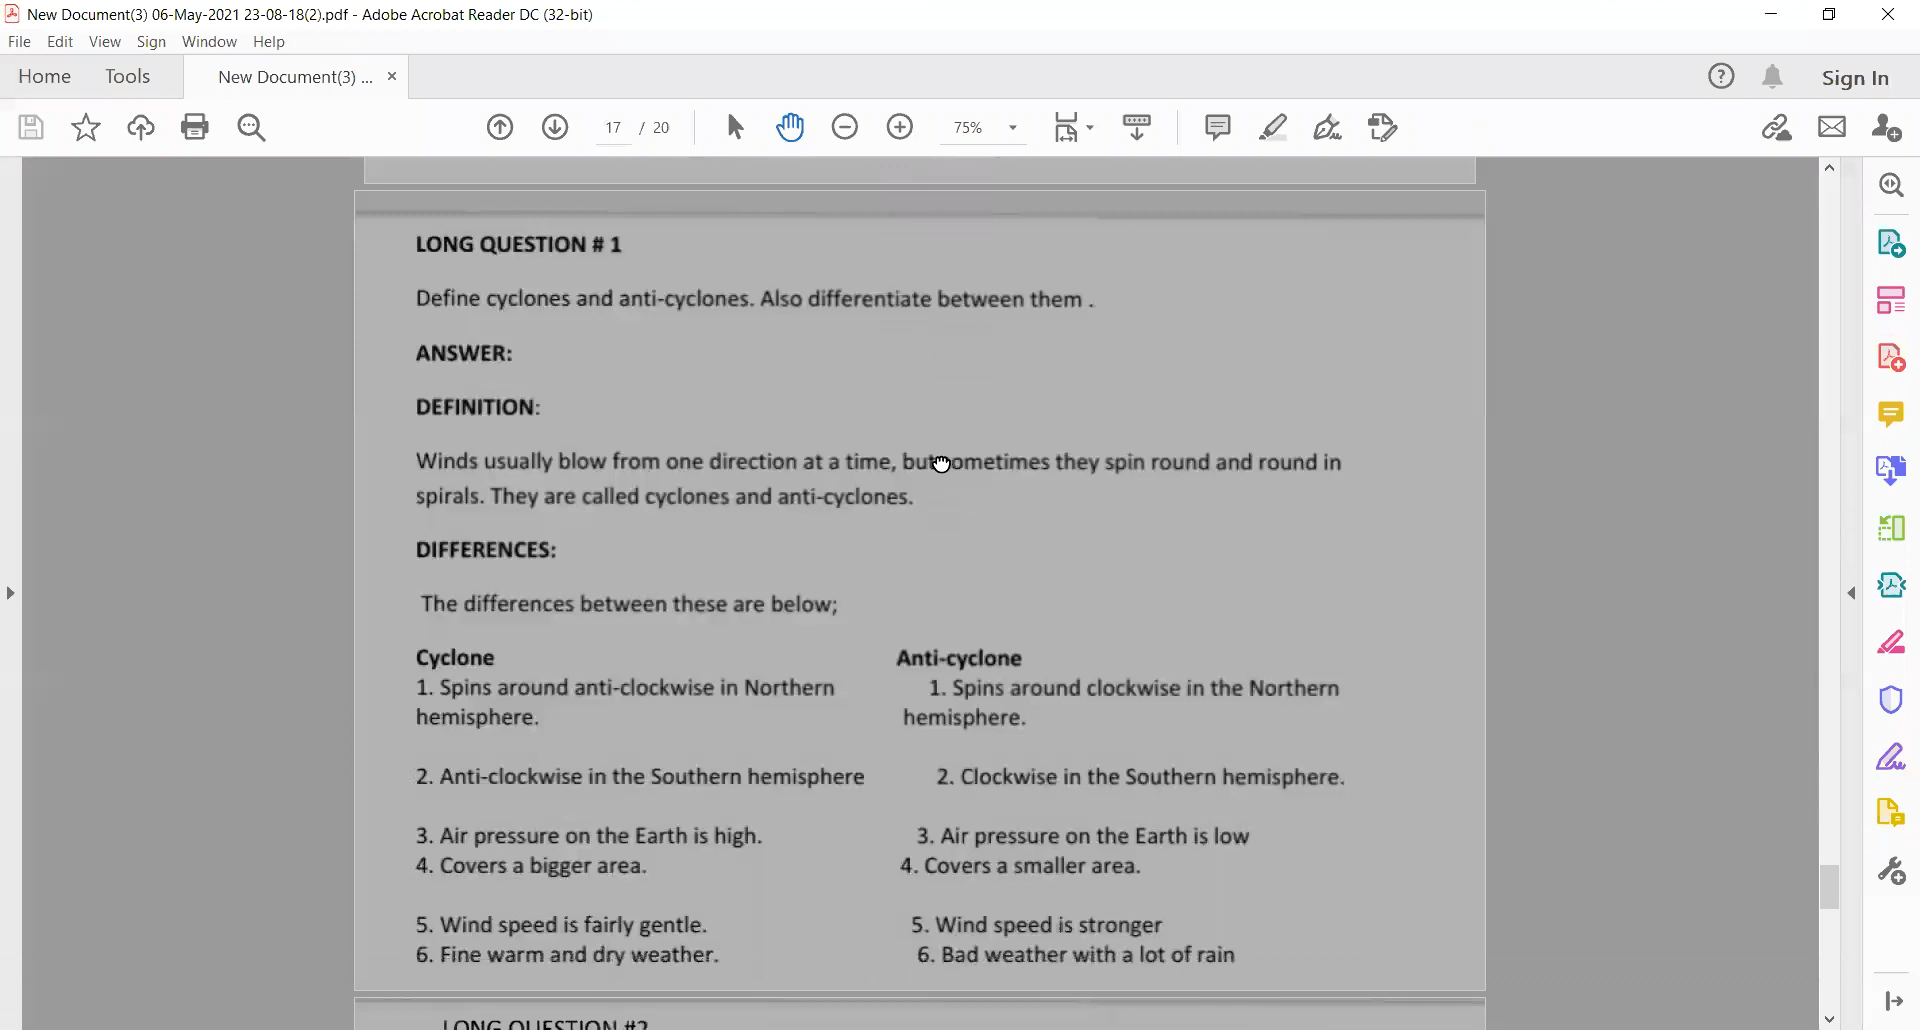 New Document(3) 06-May-2021 23-08-18(2).pdf - Adobe Acrobat Reader DC (32-bit)
File Edit View Sign Window Help
Home Tools New Document(3) ... × Sign In
17 / 20 75%
LONG QUESTION # 1
Define cyclones and anti-cyclones. Also differentiate between them .
ANSWER:
DEFINITION:
Winds usually blow from one direction at a time, but sometimes they spin round and round in
spirals. They are called cyclones and anti-cyclones.
DIFFERENCES:
The differences between these are below;
Cyclone
1. Spins around anti-clockwise in Northern
hemisphere.
2. Anti-clockwise in the Southern hemisphere
3. Air pressure on the Earth is high.
4. Covers a bigger area.
5. Wind speed is fairly gentle.
6. Fine warm and dry weather.
Anti-cyclone
1. Spins around clockwise in the Northern
hemisphere.
2. Clockwise in the Southern hemisphere.
3. Air pressure on the Earth is low
4. Covers a smaller area.
5. Wind speed is stronger
6. Bad weather with a lot of rain
LONG QUESTION #2